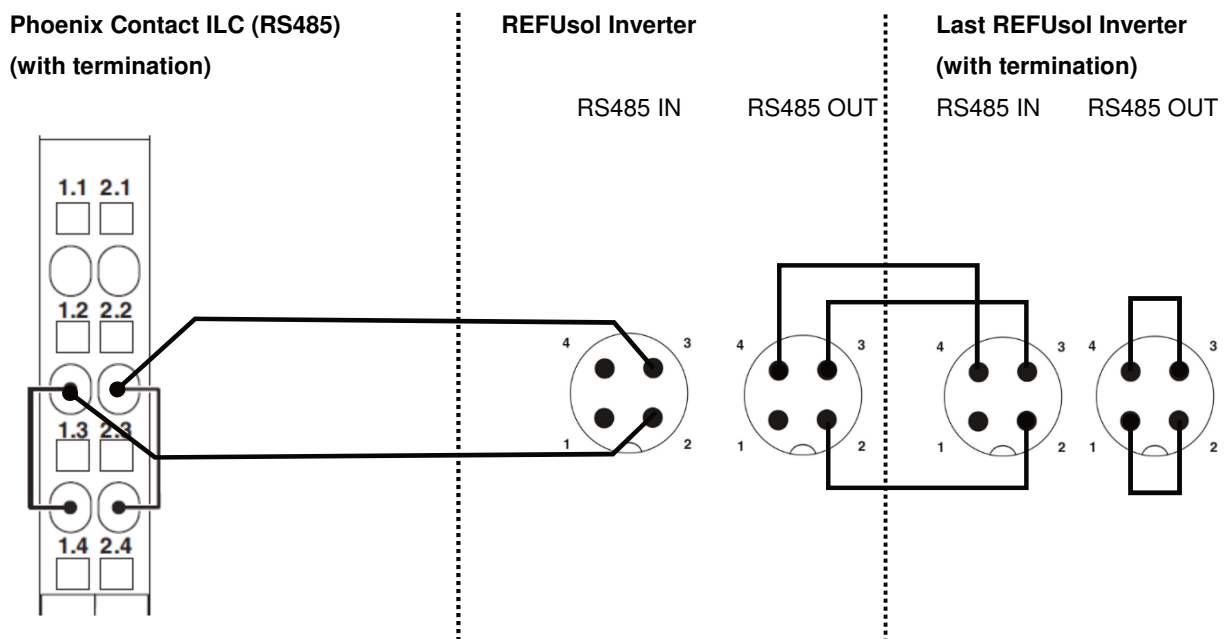 Phoenix Contact ILC (RS485)
(with termination)
REFUsol Inverter
Last REFUsol Inverter
(with termination)
RS485 IN
RS485 OUT
RS485 IN
RS485 OUT
1.1 2.1
1.2 2.2
1.3 2.3
1.4 2.4
4 3
1 2
4 3
1 2
4 3
1 2
4 3
1 2